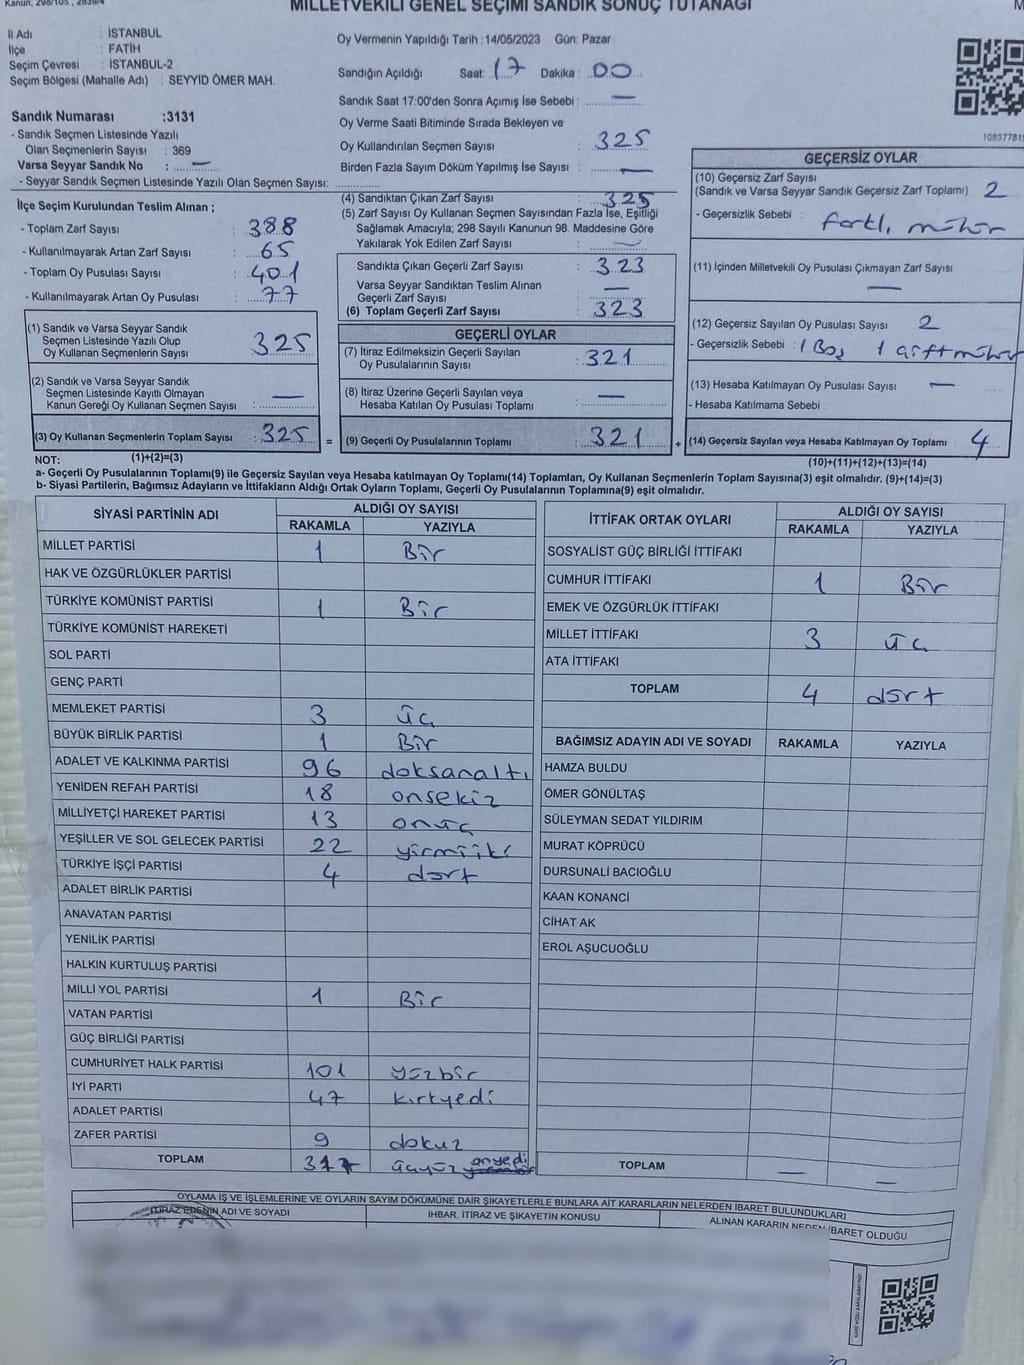 Kanun, 298/105, 2839/4
MİLLETVEKİLİ GENEL SEÇİMİ SANDIK SONUÇ TUTANAĞI
İl Adı : İSTANBUL
İlçe : FATİH
Seçim Çevresi : İSTANBUL-2
Seçim Bölgesi (Mahalle Adı) : SEYYİD ÖMER MAH.
Sandık Numarası :3131
- Sandık Seçmen Listesinde Yazılı
Olan Seçmenlerin Sayısı : 369
Varsa Seyyar Sandık No : —
- Seyyar Sandık Seçmen Listesinde Yazılı Olan Seçmen Sayısı:
İlçe Seçim Kurulundan Teslim Alınan ;
- Toplam Zarf Sayısı : 388
- Kullanılmayarak Artan Zarf Sayısı : 65
- Toplam Oy Pusulası Sayısı : 401
- Kullanılmayarak Artan Oy Pusulası : 77
Oy Vermenin Yapıldığı Tarih :14/05/2023 Gün: Pazar
Sandığın Açıldığı Saat: 17 Dakika : 00
Sandık Saat 17:00'den Sonra Açımış İse Sebebi : —
Oy Verme Saati Bitiminde Sırada Bekleyen ve
Oy Kullandırılan Seçmen Sayısı : 325
Birden Fazla Sayım Döküm Yapılmış İse Sayısı : —
(4) Sandıktan Çıkan Zarf Sayısı : 325
(5) Zarf Sayısı Oy Kullanan Seçmen Sayısından Fazla İse, Eşitliği
Sağlamak Amacıyla; 298 Sayılı Kanunun 98. Maddesine Göre
Yakılarak Yok Edilen Zarf Sayısı : —
Sandıkta Çıkan Geçerli Zarf Sayısı : 323
Varsa Seyyar Sandıktan Teslim Alınan
Geçerli Zarf Sayısı : —
(6) Toplam Geçerli Zarf Sayısı : 323
10837781
GEÇERSİZ OYLAR
(10) Geçersiz Zarf Sayısı
(Sandık ve Varsa Seyyar Sandık Geçersiz Zarf Toplamı) : 2
- Geçersizlik Sebebi : farklı mühür
(11) İçinden Milletvekili Oy Pusulası Çıkmayan Zarf Sayısı
—
(12) Geçersiz Sayılan Oy Pusulası Sayısı 2
- Geçersizlik Sebebi : 1 Boş 1 çift mühür
(13) Hesaba Katılmayan Oy Pusulası Sayısı —
- Hesaba Katılmama Sebebi
(1) Sandık ve Varsa Seyyar Sandık
Seçmen Listesinde Yazılı Olup
Oy Kullanan Seçmenlerin Sayısı : 325
(2) Sandık ve Varsa Seyyar Sandık
Seçmen Listesinde Kayıtlı Olmayan
Kanun Gereği Oy Kullanan Seçmen Sayısı : —
GEÇERLİ OYLAR
(7) İtiraz Edilmeksizin Geçerli Sayılan
Oy Pusulalarının Sayısı : 321
(8) İtiraz Üzerine Geçerli Sayılan veya
Hesaba Katılan Oy Pusulası Toplamı : —
(3) Oy Kullanan Seçmenlerin Toplam Sayısı : 325 = (9) Geçerli Oy Pusulalarının Toplamı : 321 + (14) Geçersiz Sayılan veya Hesaba Katılmayan Oy Toplamı 4
NOT: (1)+(2)=(3) (10)+(11)+(12)+(13)=(14)
a- Geçerli Oy Pusulalarının Toplamı(9) ile Geçersiz Sayılan veya Hesaba katılmayan Oy Toplamı(14) Toplamları, Oy Kullanan Seçmenlerin Toplam Sayısına(3) eşit olmalıdır. (9)+(14)=(3)
b- Siyasi Partilerin, Bağımsız Adayların ve İttifakların Aldığı Ortak Oyların Toplamı, Geçerli Oy Pusulalarının Toplamına(9) eşit olmalıdır.
SİYASİ PARTİNİN ADI ALDIĞI OY SAYISI
RAKAMLA YAZIYLA
MİLLET PARTİSİ 1 Bir
HAK VE ÖZGÜRLÜKLER PARTİSİ
TÜRKİYE KOMÜNİST PARTİSİ 1 Bir
TÜRKİYE KOMÜNİST HAREKETİ
SOL PARTİ
GENÇ PARTİ
MEMLEKET PARTİSİ 3 üç
BÜYÜK BİRLİK PARTİSİ 1 Bir
ADALET VE KALKINMA PARTİSİ 96 doksanaltı
YENİDEN REFAH PARTİSİ 18 onsekiz
MİLLİYETÇİ HAREKET PARTİSİ 13 onüç
YEŞİLLER VE SOL GELECEK PARTİSİ 22 yirmiiki
TÜRKİYE İŞÇİ PARTİSİ 4 dört
ADALET BİRLİK PARTİSİ
ANAVATAN PARTİSİ
YENİLİK PARTİSİ
HALKIN KURTULUŞ PARTİSİ
MİLLİ YOL PARTİSİ 1 Bir
VATAN PARTİSİ
GÜÇ BİRLİĞİ PARTİSİ
CUMHURİYET HALK PARTİSİ 101 yüzbir
İYİ PARTİ 47 kırkyedi
ADALET PARTİSİ
ZAFER PARTİSİ 9 dokuz
TOPLAM 317 üçyüz onyedi
İTTİFAK ORTAK OYLARI ALDIĞI OY SAYISI
RAKAMLA YAZIYLA
SOSYALİST GÜÇ BİRLİĞİ İTTİFAKI
CUMHUR İTTİFAKI 1 Bir
EMEK VE ÖZGÜRLÜK İTTİFAKI
MİLLET İTTİFAKI 3 üç
ATA İTTİFAKI
TOPLAM 4 dört
BAĞIMSIZ ADAYIN ADI VE SOYADI RAKAMLA YAZIYLA
HAMZA BULDU
ÖMER GÖNÜLTAŞ
SÜLEYMAN SEDAT YILDIRIM
MURAT KÖPRÜCÜ
DURSUNALİ BACIOĞLU
KAAN KONANCİ
CİHAT AK
EROL AŞUCUOĞLU
TOPLAM — —
OYLAMA İŞ VE İŞLEMLERİNE VE OYLARIN SAYIM DÖKÜMÜNE DAİR ŞİKAYETLERLE BUNLARA AİT KARARLARIN NELERDEN İBARET BULUNDUKLARI
İTİRAZ EDENİN ADI VE SOYADI İHBAR, İTİRAZ VE ŞİKAYETİN KONUSU ALINAN KARARIN NEDEN İBARET OLDUĞU